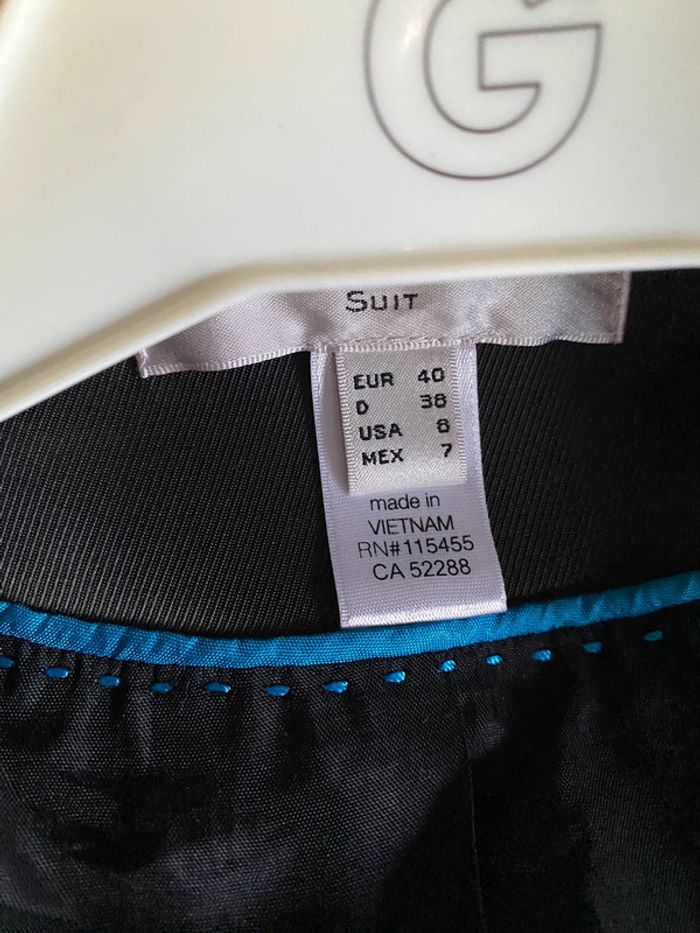 G
SUIT
EUR 40
D 38
USA 8
MEX 7
made in
VIETNAM
RN#115455
CA 52288